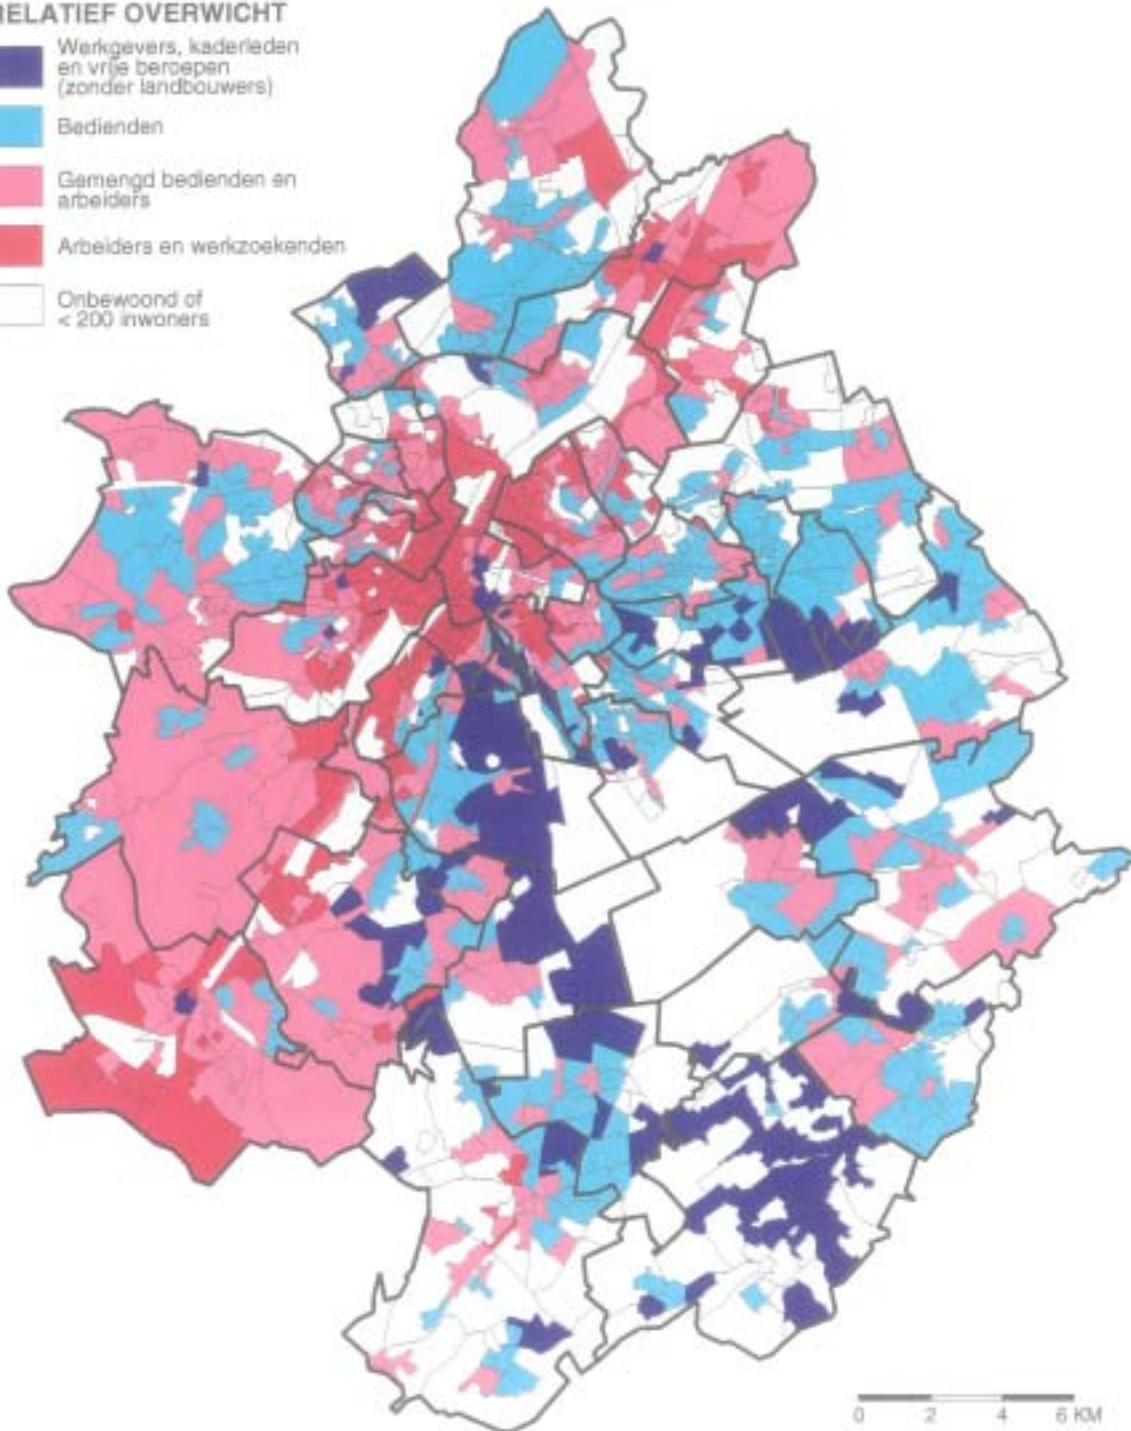 RELATIEF OVERWICHT
Werkgevers, kaderleden
en vrije beroepen
(zonder landbouwers)
Bedienden
Gemengd bedienden en
arbeiders
Arbeiders en werkzoekenden
Onbewoond of
< 200 inwoners
0 2 4 6 KM